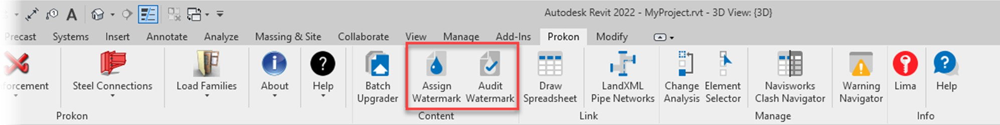 Autodesk Revit 2022 - MyProject.rvt - 3D View: {3D}
Precast Systems Insert Annotate Analyze Massing & Site Collaborate View Manage Add-Ins Prokon Modify
forcement
Steel Connections
Load Families
About
Help
Batch
Upgrader
Assign
Watermark
Audit
Watermark
Draw
Spreadsheet
LandXML
Pipe Networks
Change
Analysis
Element
Selector
Navisworks
Clash Navigator
Warning
Navigator
Lima
Help
Prokon Content Link Manage Info